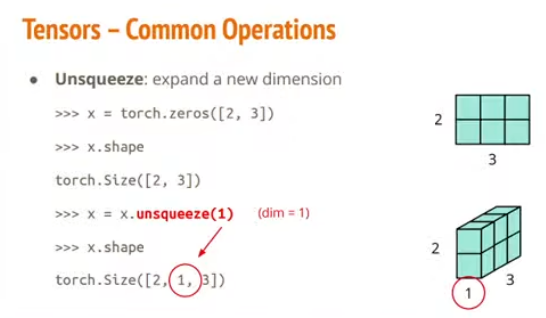 Tensors – Common Operations
● Unsqueeze: expand a new dimension
>>> x = torch.zeros([2, 3])
>>> x.shape
torch.Size([2, 3])
>>> x = x.unsqueeze(1) (dim = 1)
>>> x.shape
torch.Size([2, 1, 3])
2
3
2
3
1